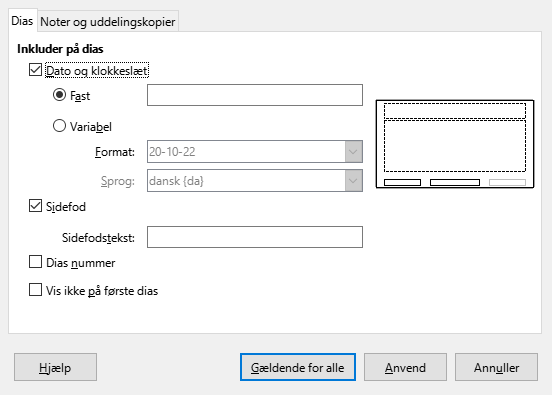 Dias Noter og uddelingskopier
Inkluder på dias
Dato og klokkeslæt
Fast
Variabel
Format: 20-10-22
Sprog: dansk {da}
Sidefod
Sidefodstekst:
Dias nummer
Vis ikke på første dias
Hjælp Gældende for alle Anvend Annuller